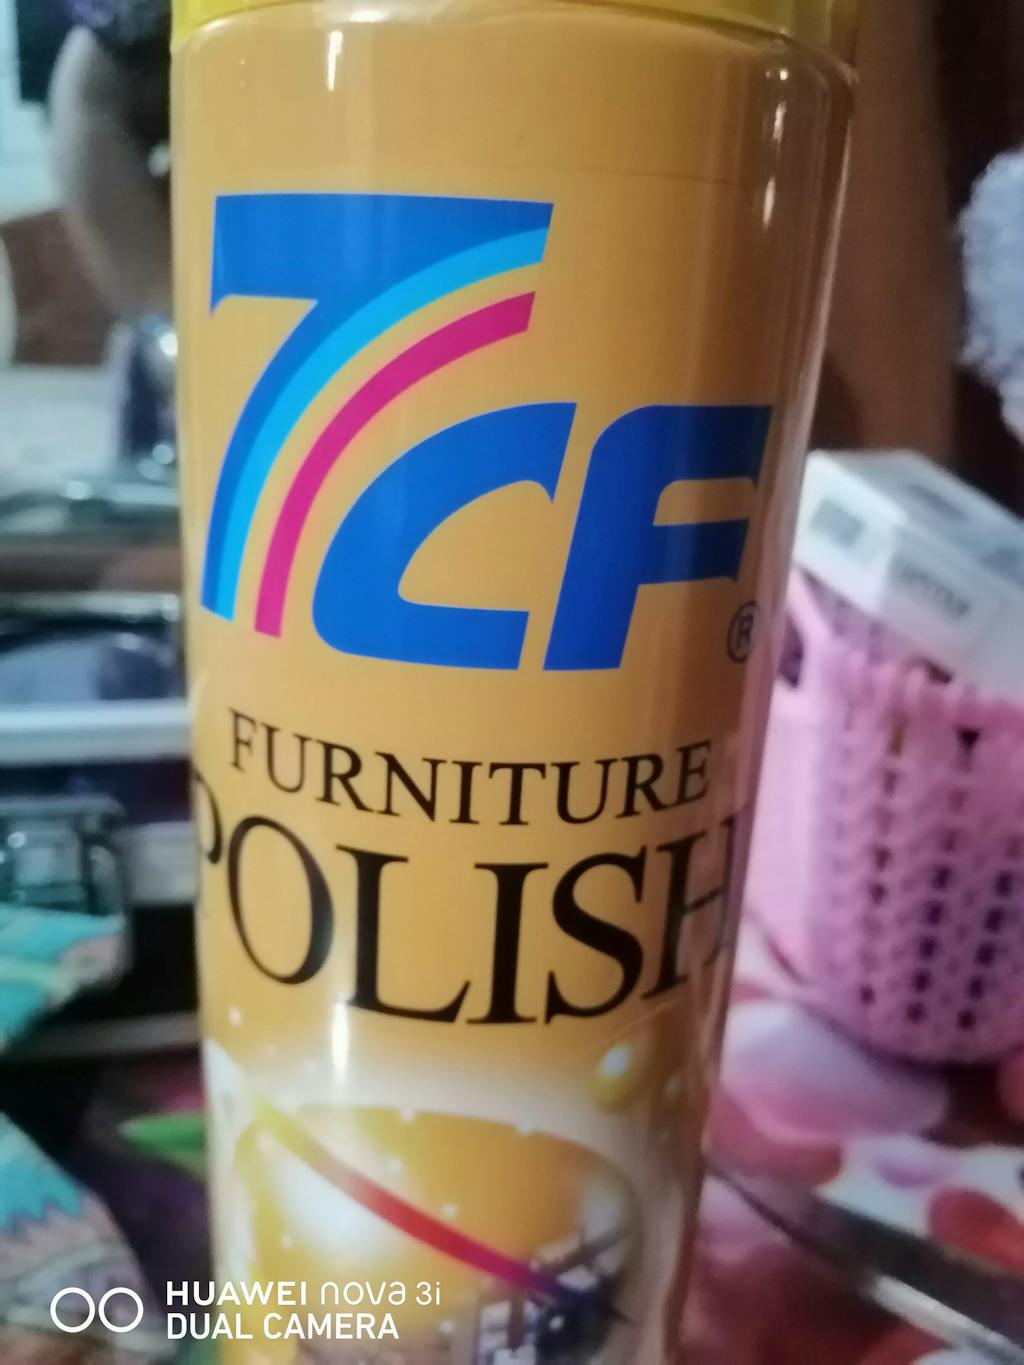 7CF®
FURNITURE
POLISH
HUAWEI nova 3i
DUAL CAMERA